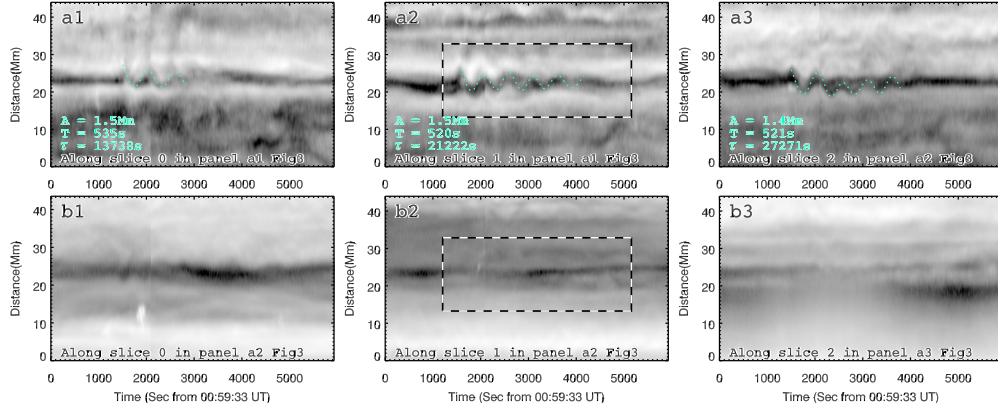 a1
a2
a3
Distance(Mm)
40
30
20
10
0
A = 1.5Mm
T = 535s
τ = 13738s
Along slice 0 in panel a1 Fig3
0 1000 2000 3000 4000 5000
Distance(Mm)
40
30
20
10
0
A = 1.5Mm
T = 520s
τ = 21222s
Along slice 1 in panel a1 Fig3
0 1000 2000 3000 4000 5000
Distance(Mm)
40
30
20
10
0
A = 1.4Mm
T = 521s
τ = 27271s
Along slice 2 in panel a2 Fig3
0 1000 2000 3000 4000 5000
b1
b2
b3
Distance(Mm)
40
30
20
10
0
Along slice 0 in panel a2 Fig3
0 1000 2000 3000 4000 5000
Time (Sec from 00:59:33 UT)
Distance(Mm)
40
30
20
10
0
Along slice 1 in panel a2 Fig3
0 1000 2000 3000 4000 5000
Time (Sec from 00:59:33 UT)
Distance(Mm)
40
30
20
10
0
Along slice 2 in panel a3 Fig3
0 1000 2000 3000 4000 5000
Time (Sec from 00:59:33 UT)